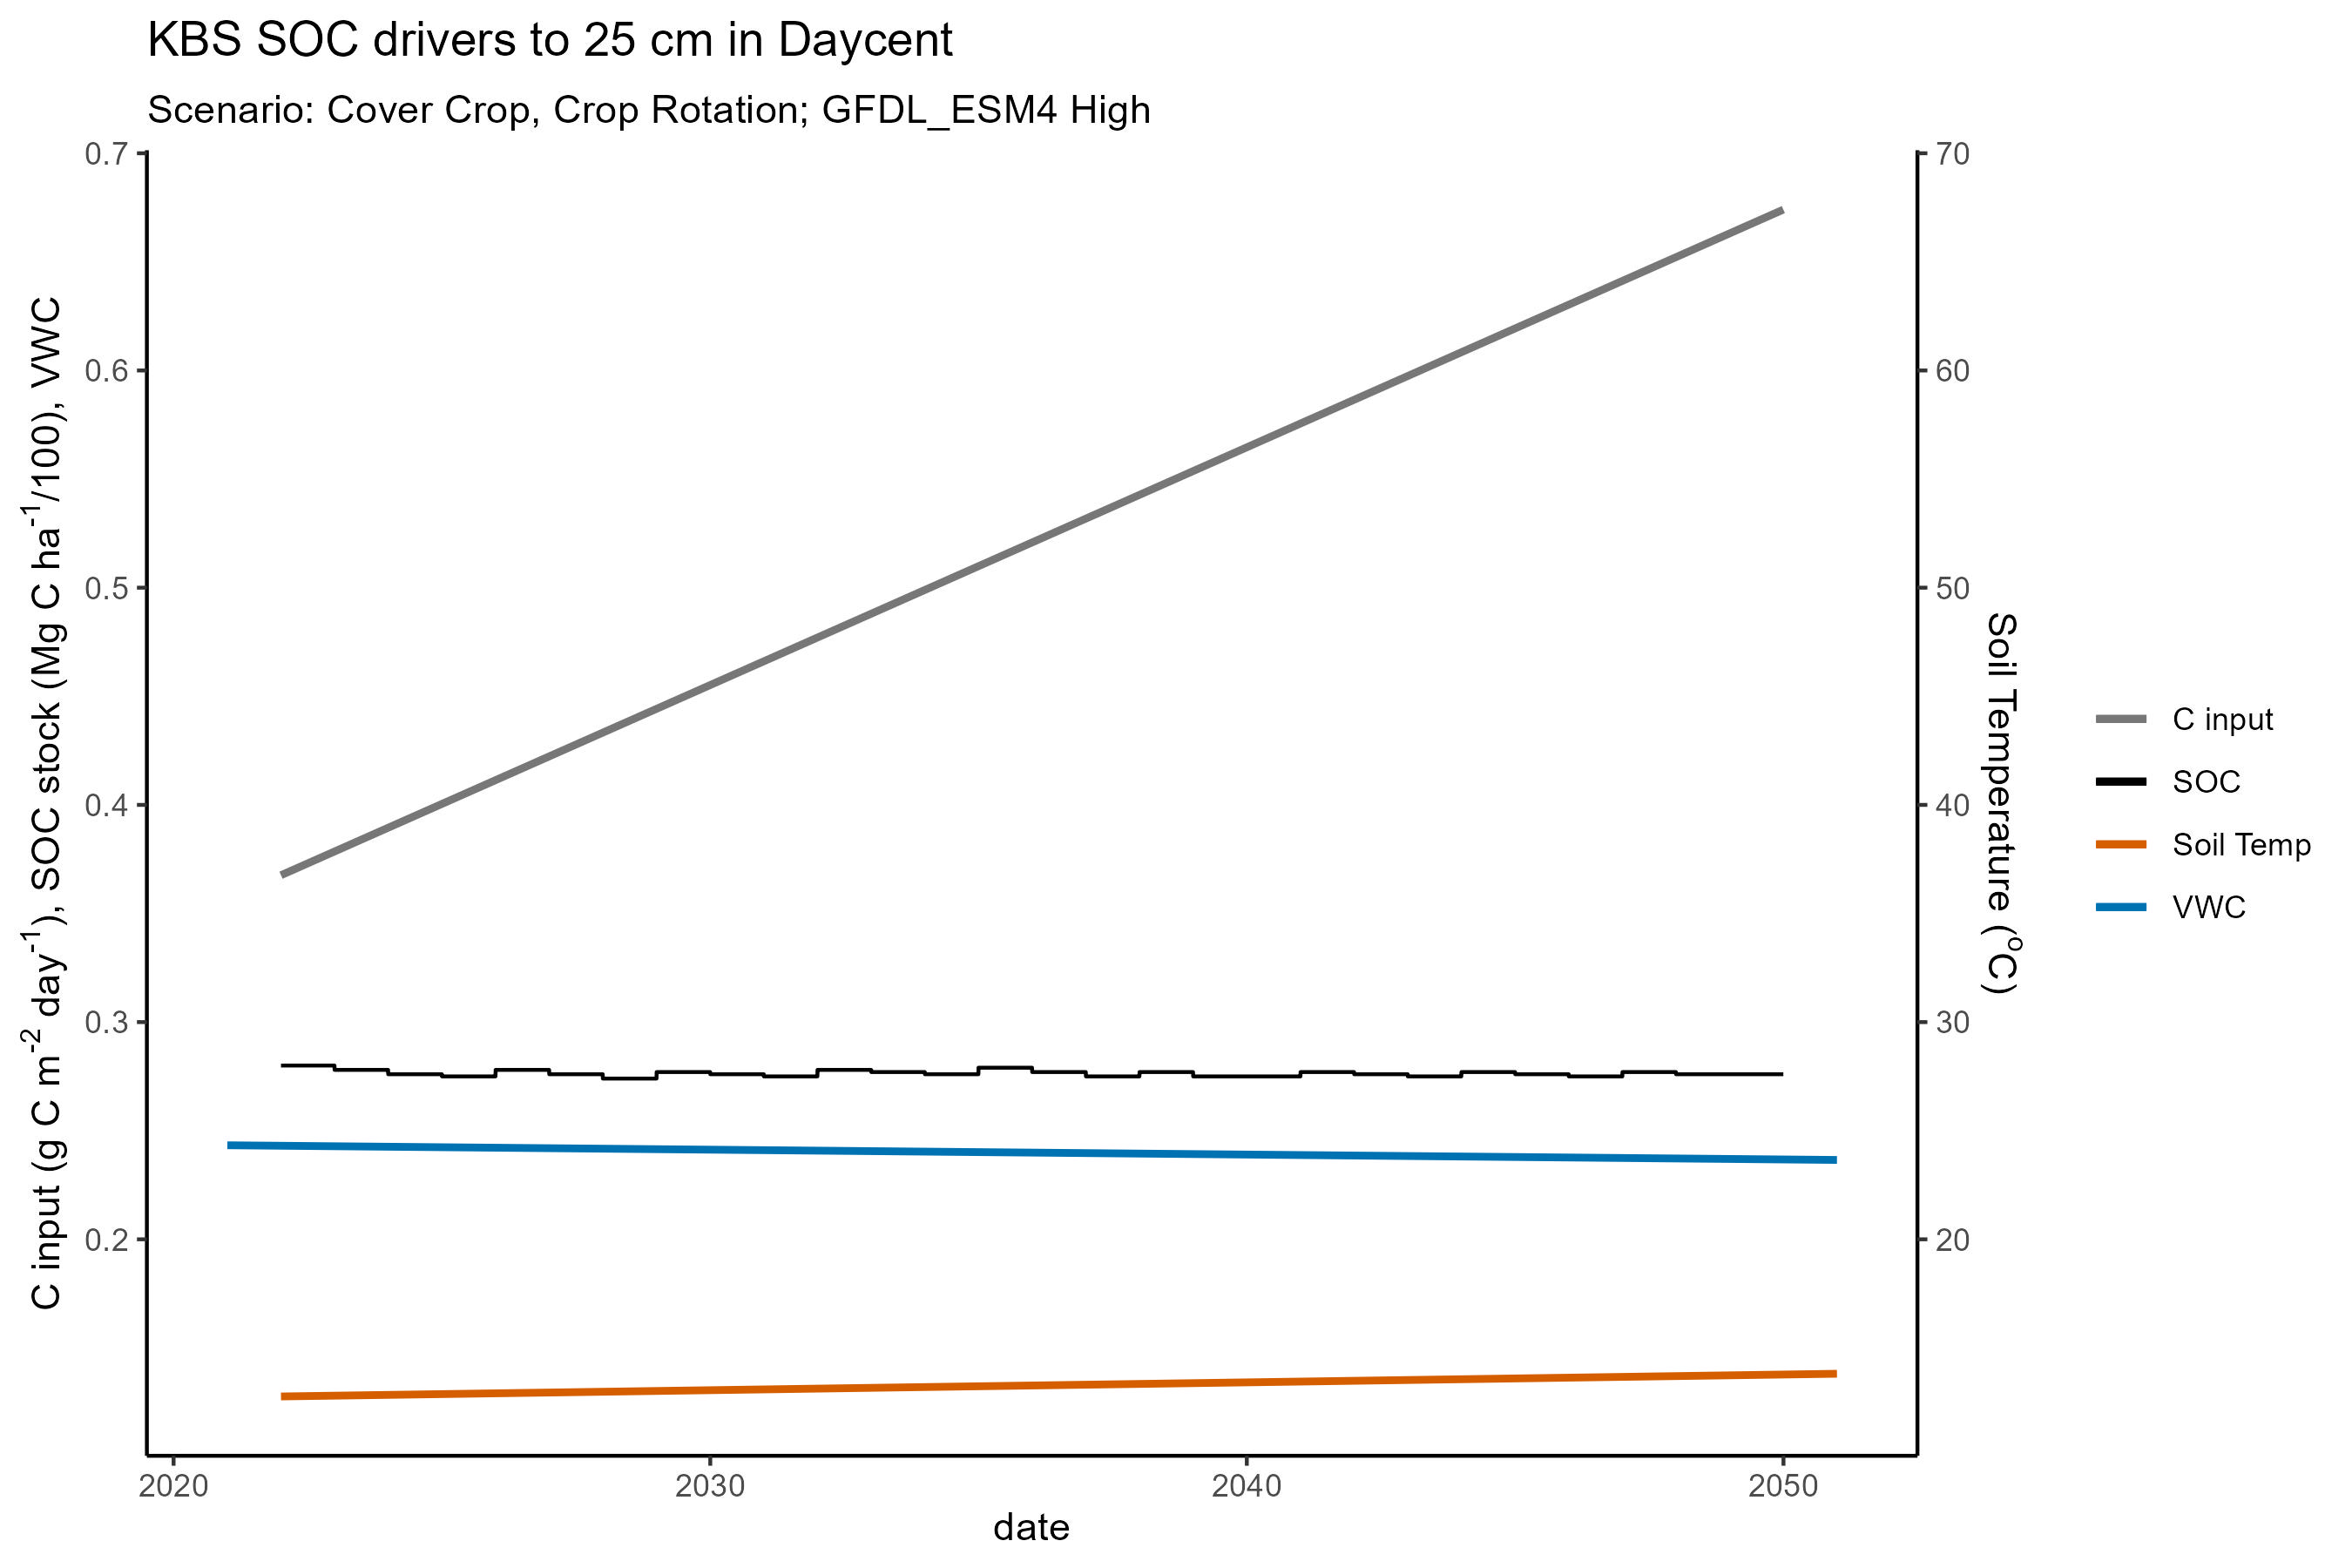 KBS SOC drivers to 25 cm in Daycent
Scenario: Cover Crop, Crop Rotation; GFDL_ESM4 High
C input (g C m⁻² day⁻¹), SOC stock (Mg C ha⁻¹/100), VWC
0.7
0.6
0.5
0.4
0.3
0.2
70
60
50
40
30
20
Soil Temperature (ºC)
C input
SOC
Soil Temp
VWC
2020
2030
2040
2050
date